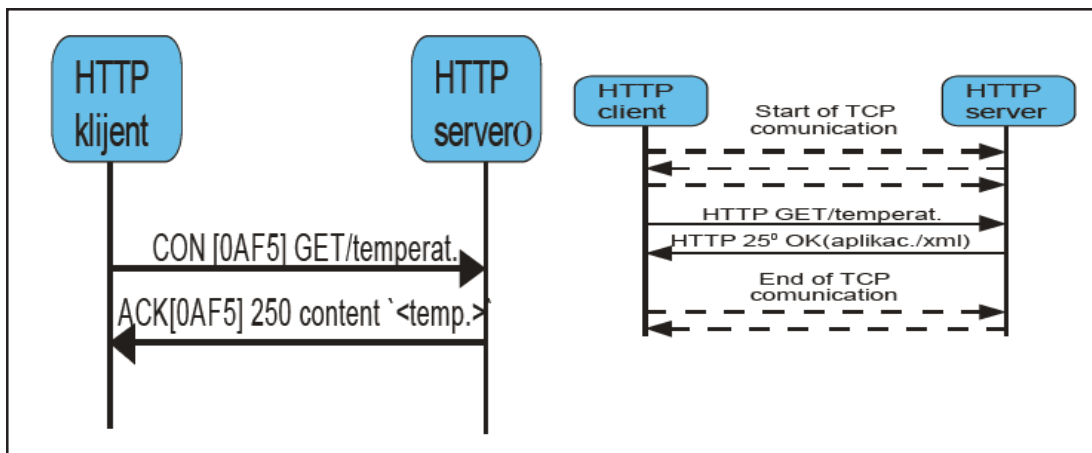 HTTP
klijent
HTTP
server0
CON [0AF5] GET/temperat.
ACK[0AF5] 250 content `<temp.>`
HTTP
client
HTTP
server
Start of TCP
comunication
HTTP GET/temperat.
HTTP 25⁰ OK(aplikac./xml)
End of TCP
comunication